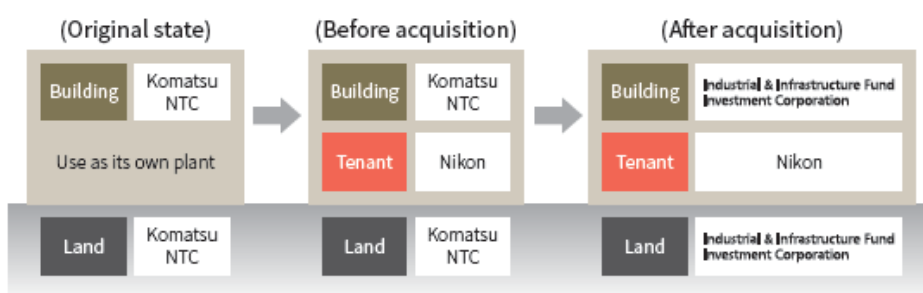 (Original state)
Building
Komatsu
NTC
Use as its own plant
Land
Komatsu
NTC
(Before acquisition)
Building
Komatsu
NTC
Tenant
Nikon
Land
Komatsu
NTC
(After acquisition)
Building
Industrial & Infrastructure Fund
Investment Corporation
Tenant
Nikon
Land
Industrial & Infrastructure Fund
Investment Corporation